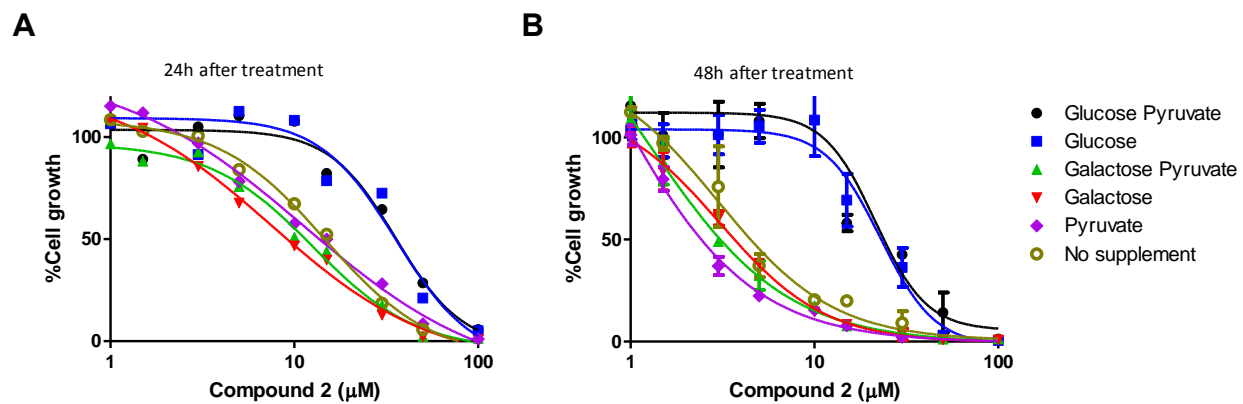 A
24h after treatment
%Cell growth
100
50
0
1
10
100
Compound 2 (μM)
B
48h after treatment
%Cell growth
100
50
0
1
10
100
Compound 2 (μM)
Glucose Pyruvate
Glucose
Galactose Pyruvate
Galactose
Pyruvate
No supplement